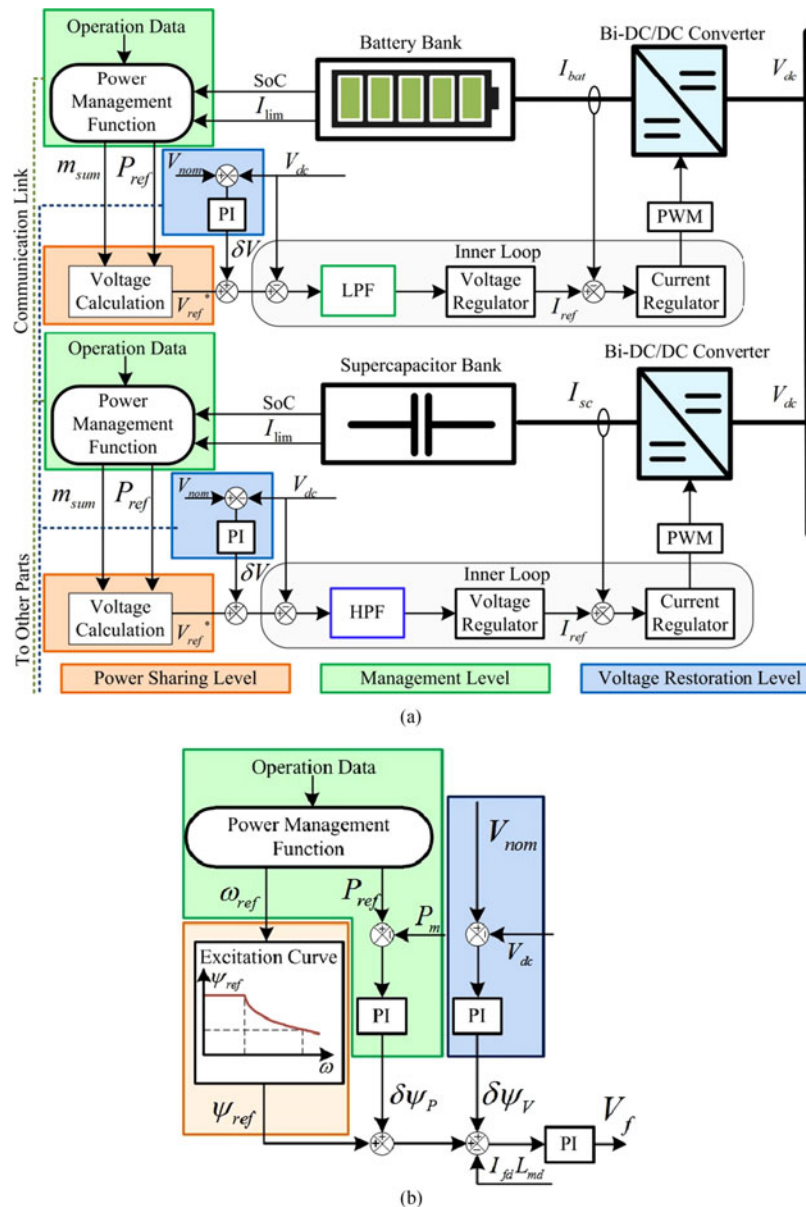 Operation Data
Power
Management
Function
SoC
I_lim
Battery Bank
I_bat
Bi-DC/DC Converter
V_dc
m_sum
P_ref
V_nom
V_dc
PI
δV
PWM
Communication Link
Inner Loop
Voltage
Calculation
V_ref*
LPF
Voltage
Regulator
I_ref
Current
Regulator
Operation Data
Power
Management
Function
SoC
I_lim
Supercapacitor Bank
I_sc
Bi-DC/DC Converter
V_dc
m_sum
P_ref
V_nom
V_dc
PI
δV
PWM
To Other Parts
Inner Loop
Voltage
Calculation
V_ref*
HPF
Voltage
Regulator
I_ref
Current
Regulator
Power Sharing Level
Management Level
Voltage Restoration Level
(a)
Operation Data
Power Management
Function
V_nom
ω_ref
P_ref
P_m
V_dc
Excitation Curve
ψ_ref
ω
PI
PI
ψ_ref
δψ_P
δψ_V
PI
V_f
I_fd L_md
(b)